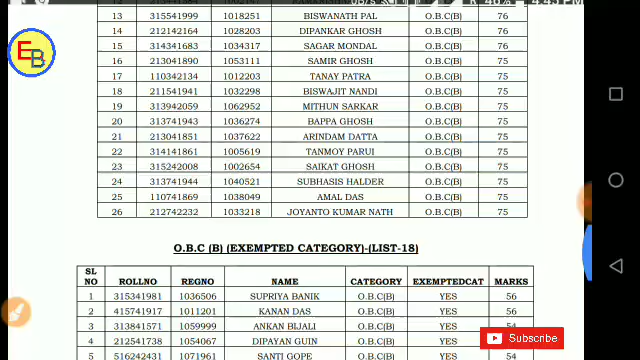 48% 4:45 PM
13 315541999 1018251 BISWANATH PAL O.B.C(B) 76
14 212142164 1028203 DIPANKAR GHOSH O.B.C(B) 76
15 314341683 1034317 SAGAR MONDAL O.B.C(B) 76
16 213041890 1053111 SAMIR GHOSH O.B.C(B) 75
17 110342134 1012203 TANAY PATRA O.B.C(B) 75
18 211541941 1032298 BISWAJIT NANDI O.B.C(B) 75
19 313942059 1062952 MITHUN SARKAR O.B.C(B) 75
20 313741943 1036274 BAPPA GHOSH O.B.C(B) 75
21 213041851 1037622 ARINDAM DATTA O.B.C(B) 75
22 314141861 1005619 TANMOY PARUI O.B.C(B) 75
23 315242008 1002654 SAIKAT GHOSH O.B.C(B) 75
24 313741944 1040521 SUBHASIS HALDER O.B.C(B) 75
25 110741869 1038049 AMAL DAS O.B.C(B) 75
26 212742232 1033218 JOYANTO KUMAR NATH O.B.C(B) 75
EB
O.B.C (B) (EXEMPTED CATEGORY)-(LIST-18)
SL NO ROLLNO REGNO NAME CATEGORY EXEMPTEDCAT MARKS
1 315341981 1036506 SUPRIYA BANIK O.B.C(B) YES 56
2 415741917 1011201 KANAN DAS O.B.C(B) YES 56
3 313841571 1059999 ANKAN BIJALI O.B.C(B) YES 54
4 212541738 1054067 DIPAYAN GUIN O.B.C(B) YES
5 516242431 1071961 SANTI GOPE O.B.C(B) YES 54
Subscribe